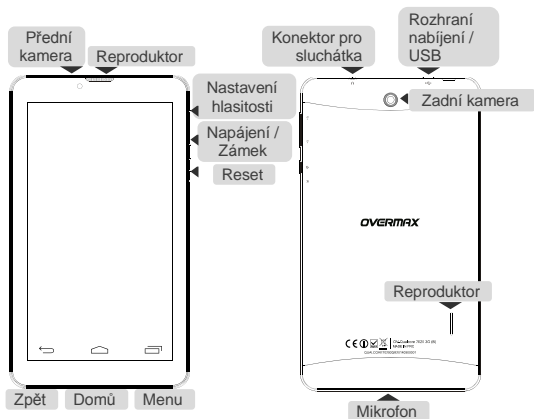 Přední
kamera
Reproduktor
Nastavení
hlasitosti
Napájení /
Zámek
Reset
Zpět
Domů
Menu
Konektor pro
sluchátka
Rozhraní
nabíjení /
USB
Zadní kamera
OVERMAX
Reproduktor
Mikrofon